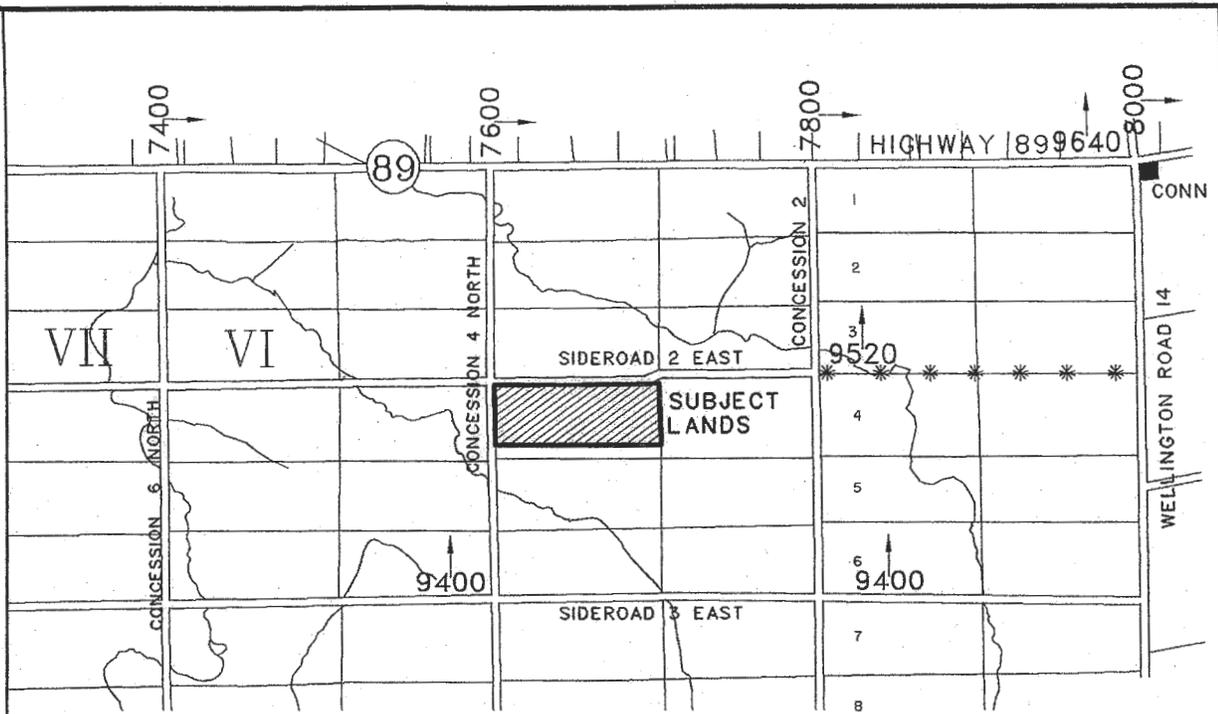 7400
7600
7800
8000
89
HIGHWAY 89
9640
CONN
1
CONCESSION 2
2
CONCESSION 4 NORTH
WELLINGTON ROAD 14
3
VII
VI
SIDEROAD 2 EAST
9520
SUBJECT
LANDS
4
CONCESSION 6 NORTH
5
6
9400
9400
SIDEROAD 3 EAST
7
8